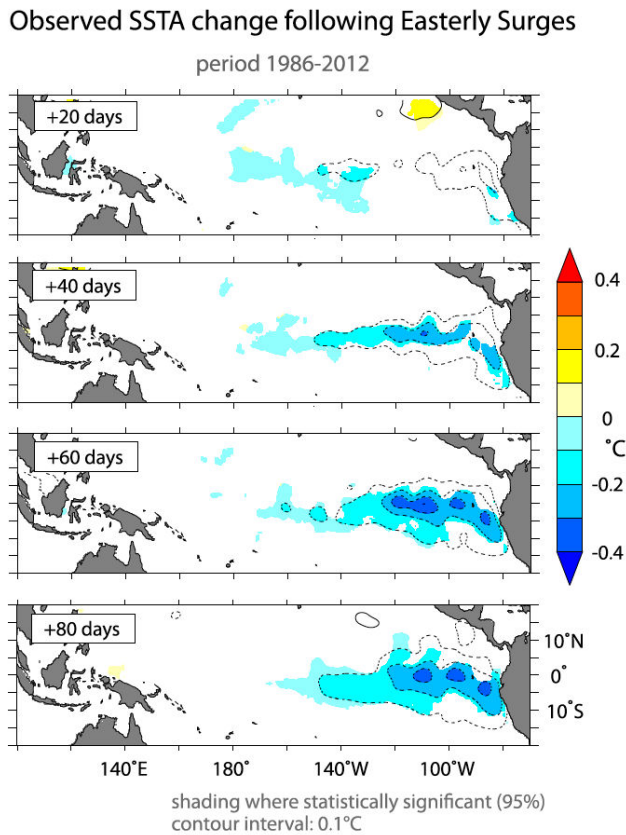 Observed SSTA change following Easterly Surges
period 1986-2012
+20 days
+40 days
0.4
0.2
0
°C
-0.2
-0.4
+60 days
+80 days
10°N
0°
10°S
140°E 180° 140°W 100°W
shading where statistically significant (95%)
contour interval: 0.1°C